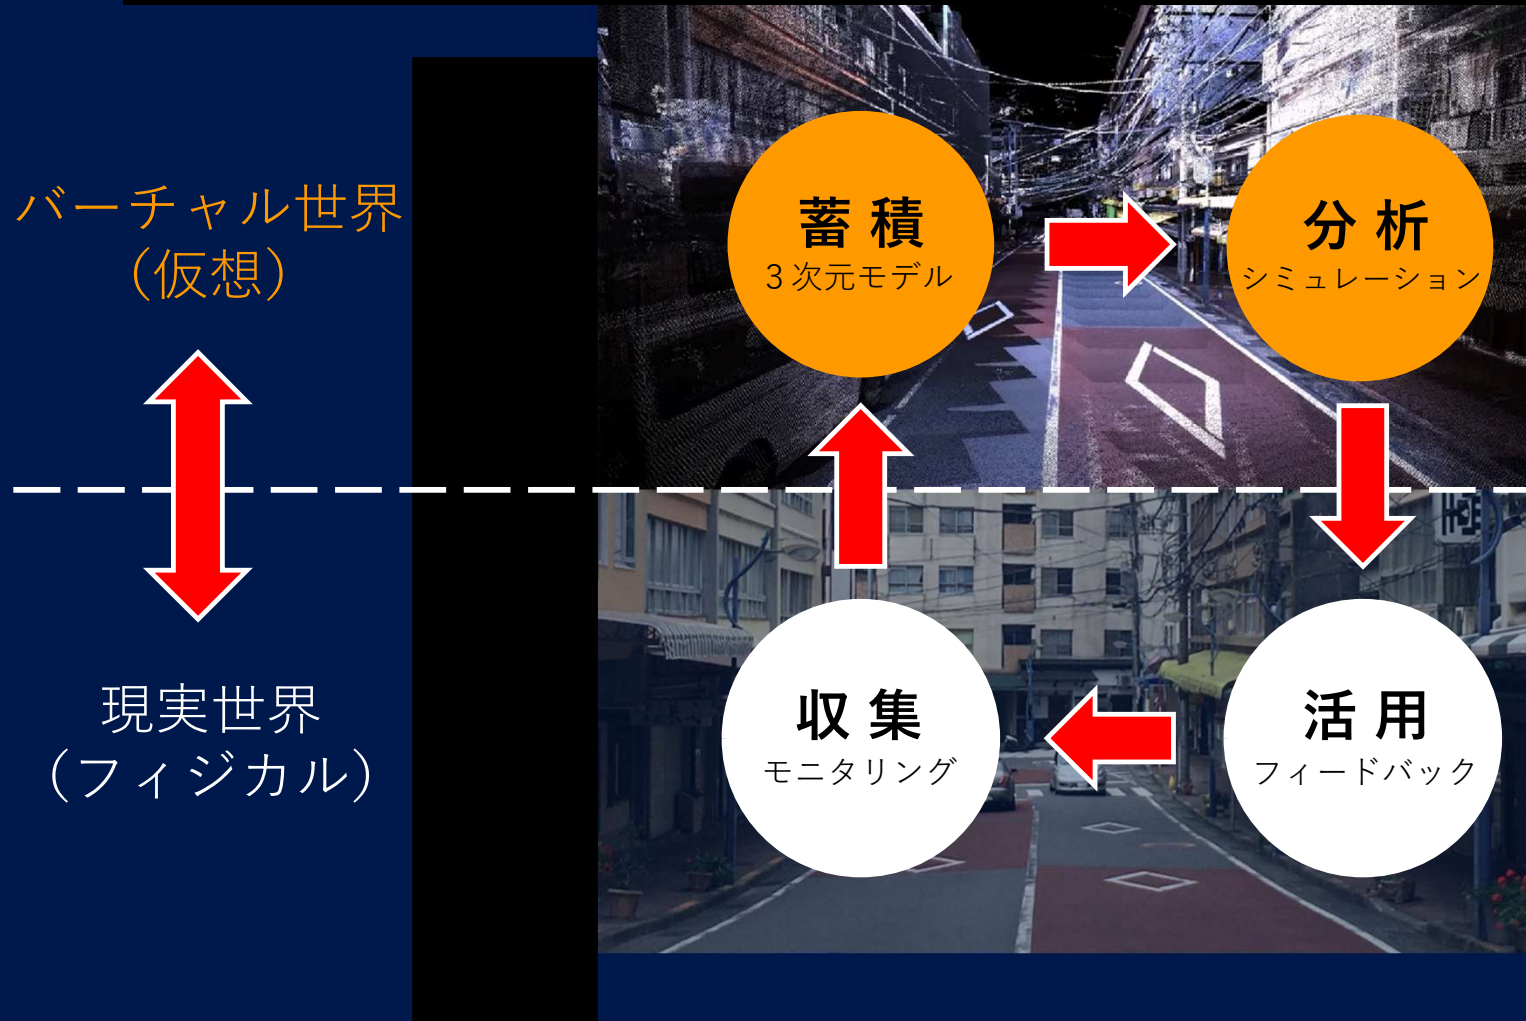 バーチャル世界
（仮想）
蓄積
３次元モデル
分析
シミュレーション
現実世界
（フィジカル）
収集
モニタリング
活用
フィードバック